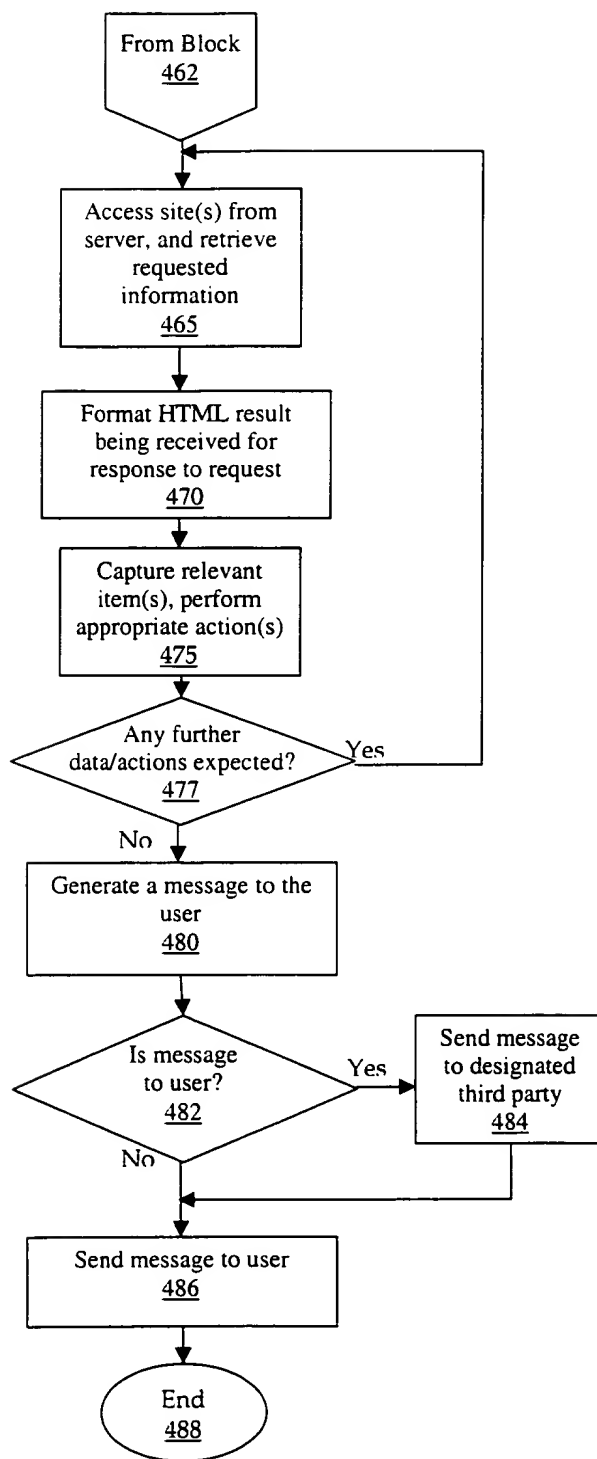 From Block
462
Access site(s) from
server, and retrieve
requested
information
465
Format HTML result
being received for
response to request
470
Capture relevant
item(s), perform
appropriate action(s)
475
Any further
data/actions expected?
477
Yes
No
Generate a message to the
user
480
Is message
to user?
482
Yes
Send message
to designated
third party
484
No
Send message to user
486
End
488